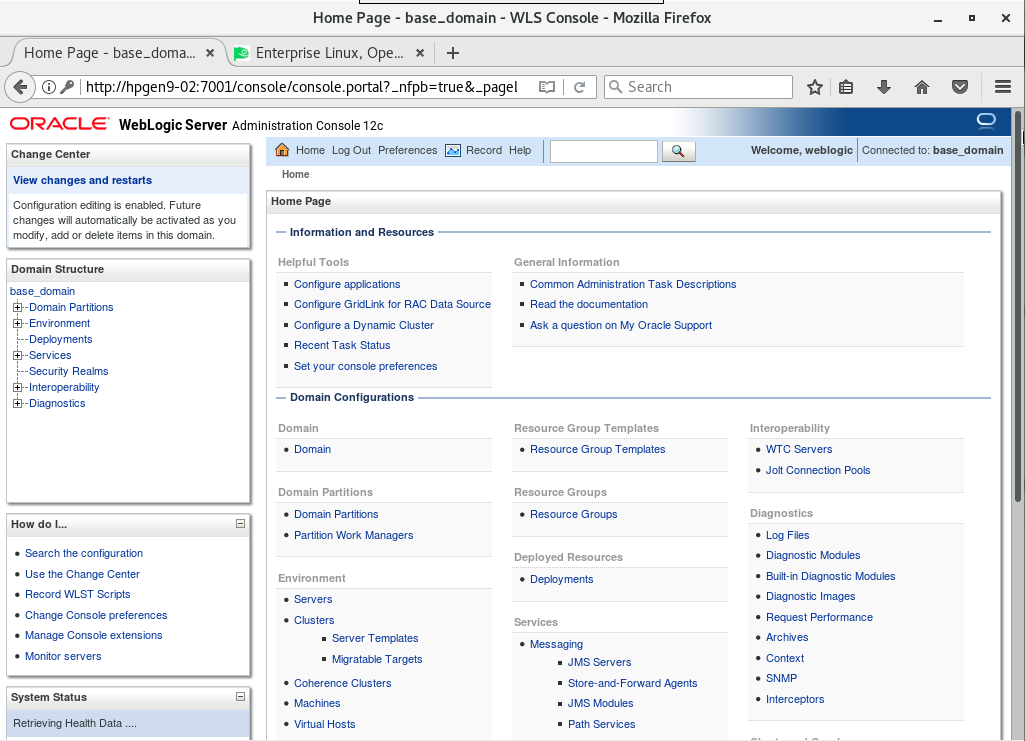 Home Page - base_domain - WLS Console - Mozilla Firefox
Home Page - base_doma...
Enterprise Linux, Ope...
http://hpgen9-02:7001/console/console.portal?_nfpb=true&_pagel
Search
ORACLE WebLogic Server Administration Console 12c
Change Center
View changes and restarts
Configuration editing is enabled. Future
changes will automatically be activated as you
modify, add or delete items in this domain.
Domain Structure
base_domain
Domain Partitions
Environment
Deployments
Services
Security Realms
Interoperability
Diagnostics
How do I...
Search the configuration
Use the Change Center
Record WLST Scripts
Change Console preferences
Manage Console extensions
Monitor servers
System Status
Retrieving Health Data ....
Home Log Out Preferences Record Help
Welcome, weblogic Connected to: base_domain
Home
Home Page
Information and Resources
Helpful Tools
Configure applications
Configure GridLink for RAC Data Source
Configure a Dynamic Cluster
Recent Task Status
Set your console preferences
General Information
Common Administration Task Descriptions
Read the documentation
Ask a question on My Oracle Support
Domain Configurations
Domain
Domain
Domain Partitions
Domain Partitions
Partition Work Managers
Environment
Servers
Clusters
Server Templates
Migratable Targets
Coherence Clusters
Machines
Virtual Hosts
Resource Group Templates
Resource Group Templates
Resource Groups
Resource Groups
Deployed Resources
Deployments
Services
Messaging
JMS Servers
Store-and-Forward Agents
JMS Modules
Path Services
Interoperability
WTC Servers
Jolt Connection Pools
Diagnostics
Log Files
Diagnostic Modules
Built-in Diagnostic Modules
Diagnostic Images
Request Performance
Archives
Context
SNMP
Interceptors